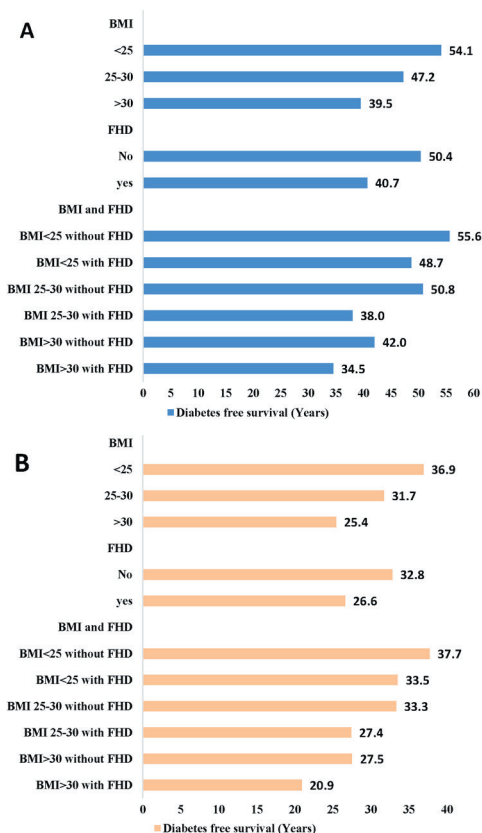 A
BMI
<25 54.1
25-30 47.2
>30 39.5
FHD
No 50.4
yes 40.7
BMI and FHD
BMI<25 without FHD 55.6
BMI<25 with FHD 48.7
BMI 25-30 without FHD 50.8
BMI 25-30 with FHD 38.0
BMI>30 without FHD 42.0
BMI>30 with FHD 34.5
0 5 10 15 20 25 30 35 40 45 50 55 60
Diabetes free survival (Years)
B
BMI
<25 36.9
25-30 31.7
>30 25.4
FHD
No 32.8
yes 26.6
BMI and FHD
BMI<25 without FHD 37.7
BMI<25 with FHD 33.5
BMI 25-30 without FHD 33.3
BMI 25-30 with FHD 27.4
BMI>30 without FHD 27.5
BMI>30 with FHD 20.9
0 5 10 15 20 25 30 35 40
Diabetes free survival (Years)